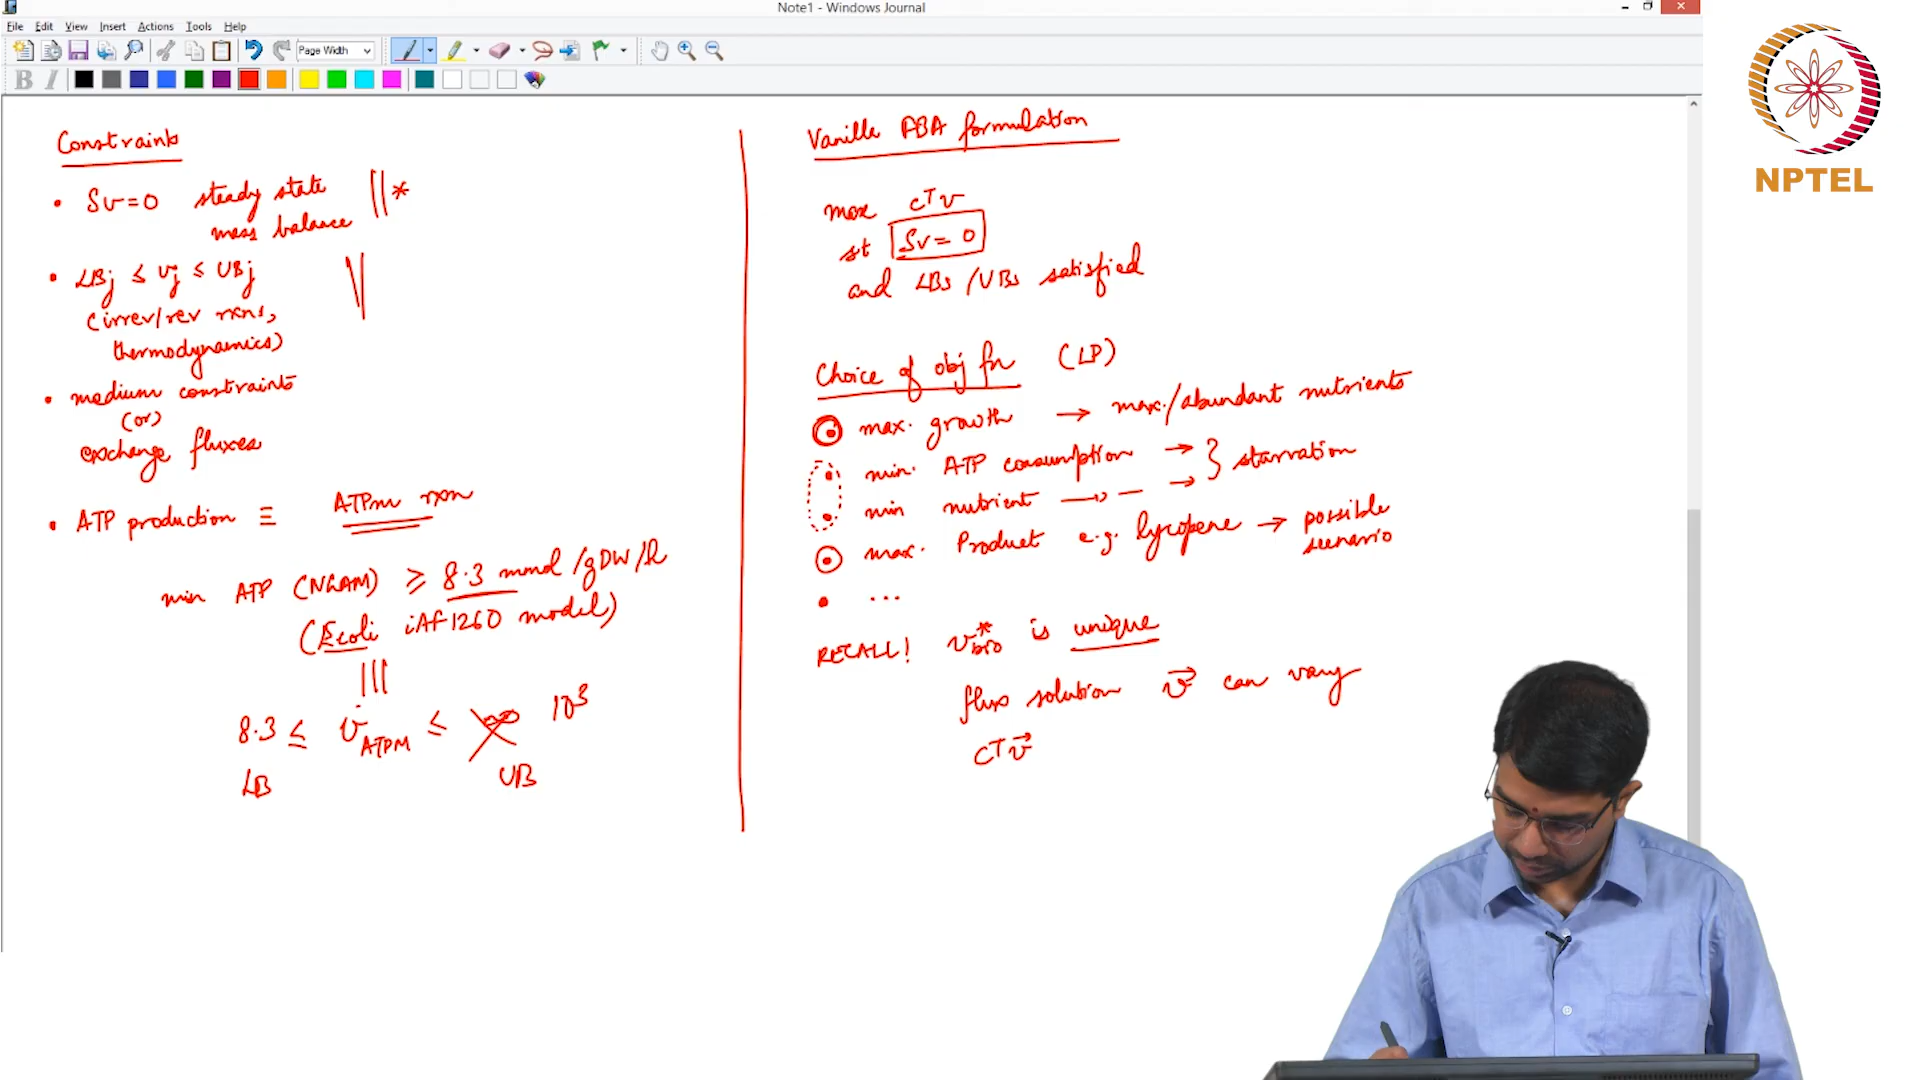 Note1 - Windows Journal
File Edit View Insert Actions Tools Help
Page Width
B I
NPTEL
Constraints
• Sv=0 steady state
mass balance *
• LBj ≤ vj ≤ UBj
(irrev/rev rxns,
thermodynamics)
• medium constraints
(or)
exchange fluxes
• ATP production ≡ ATPm rxn
min ATP (NGAM) ≥ 8.3 mmol/gDW/h
(Ecoli iAF1260 model)
8.3 ≤ v ATPM ≤ ∞ 10³
LB UB
Vanilla FBA formulation
max cᵀv
st Sv = 0
and LBs/UBs satisfied
Choice of obj fn (LP)
• max. growth → max./abundant nutrients
• min. ATP consumption → } starvation
• min nutrient —"— →
• max. Product e.g. lycopene → possible
scenario
• ...
RECALL! v*bio is unique
flux solution v⃗ can vary
cᵀv⃗